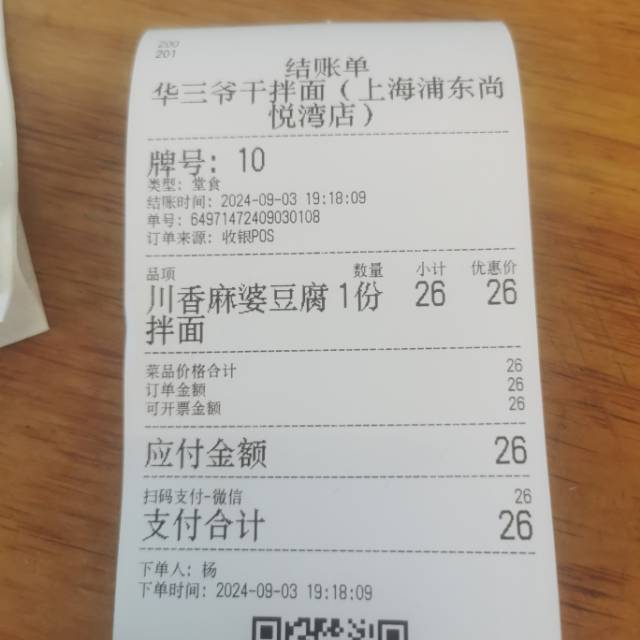 200
201
结账单
华三爷干拌面（上海浦东尚
悦湾店）
牌号：10
类型：堂食
结账时间：2024-09-03 19:18:09
单号：64971472409030108
订单来源：收银POS
品项 数量 小计 优惠价
川香麻婆豆腐 1份 26 26
拌面
菜品价格合计 26
订单金额 26
可开票金额 26
应付金额 26
扫码支付-微信 26
支付合计 26
下单人：杨
下单时间：2024-09-03 19:18:09